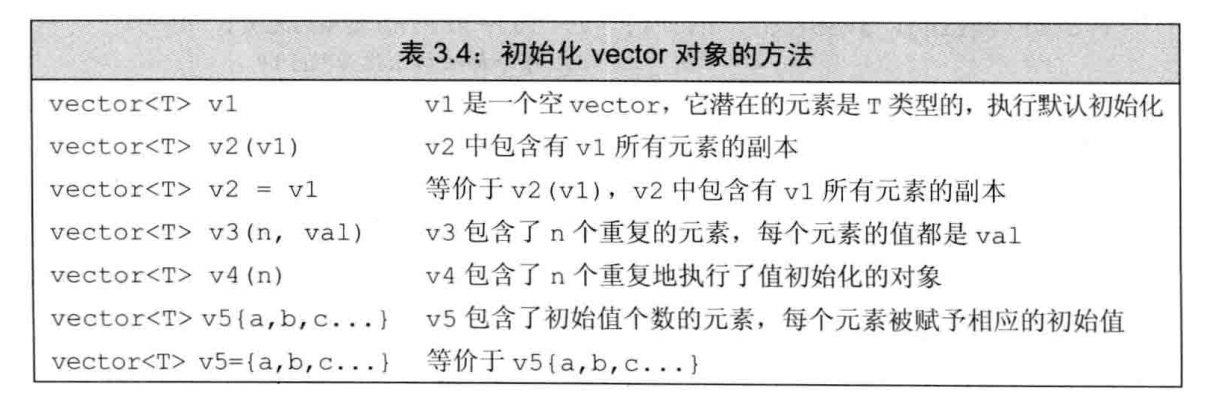 表 3.4：初始化 vector 对象的方法
vector<T> v1 v1 是一个空 vector，它潜在的元素是 T 类型的，执行默认初始化
vector<T> v2(v1) v2 中包含有 v1 所有元素的副本
vector<T> v2 = v1 等价于 v2(v1)，v2 中包含有 v1 所有元素的副本
vector<T> v3(n, val) v3 包含了 n 个重复的元素，每个元素的值都是 val
vector<T> v4(n) v4 包含了 n 个重复地执行了值初始化的对象
vector<T> v5{a,b,c...} v5 包含了初始值个数的元素，每个元素被赋予相应的初始值
vector<T> v5={a,b,c...} 等价于 v5{a,b,c...}